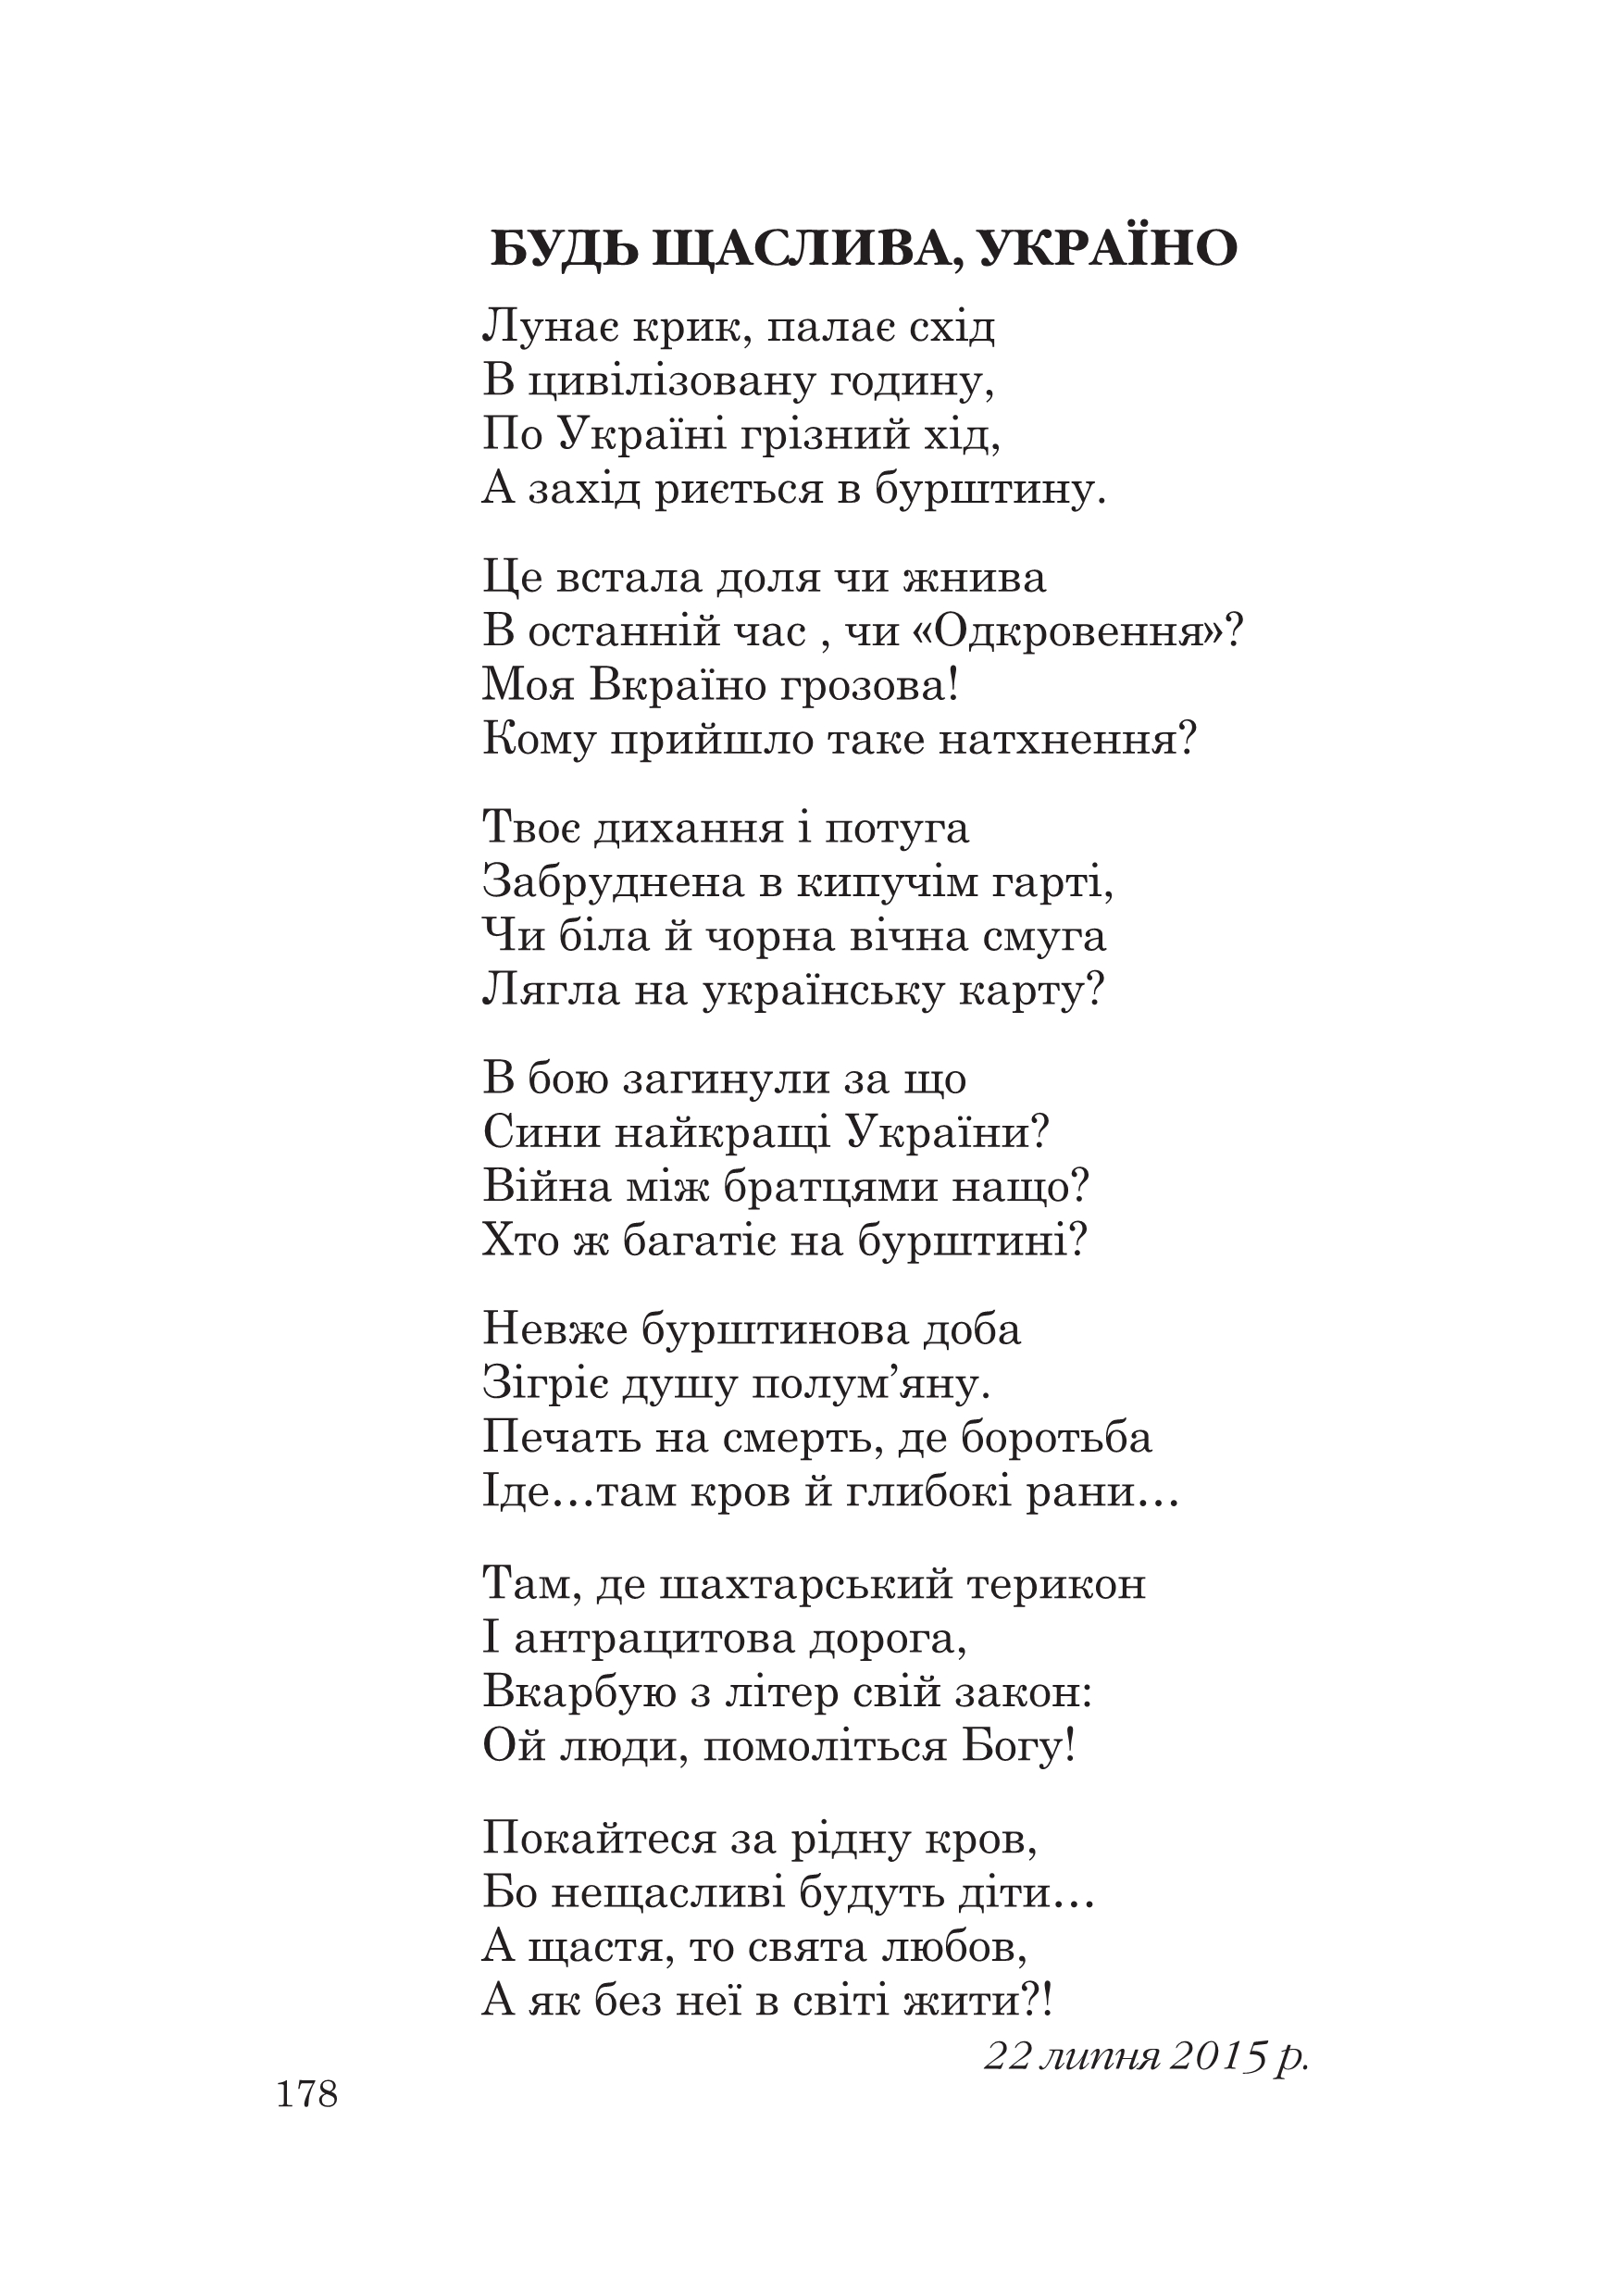 БУДЬ ЩАСЛИВА, УКРАЇНО
Лунає крик, палає схід
В цивілізовану годину,
По Україні грізний хід,
А захід риється в бурштину.
Це встала доля чи жнива
В останній час , чи «Одкровення»?
Моя Вкраїно грозова!
Кому прийшло таке натхнення?
Твоє дихання і потуга
Забруднена в кипучім гарті,
Чи біла й чорна вічна смуга
Лягла на українську карту?
В бою загинули за що
Сини найкращі України?
Війна між братцями нащо?
Хто ж багатіє на бурштині?
Невже бурштинова доба
Зігріє душу полум’яну.
Печать на смерть, де боротьба
Іде...там кров й глибокі рани...
Там, де шахтарський терикон
І антрацитова дорога,
Вкарбую з літер свій закон:
Ой люди, помоліться Богу!
Покайтеся за рідну кров,
Бо нещасливі будуть діти...
А щастя, то свята любов,
А як без неї в світі жити?!
22 липня 2015 р.
178